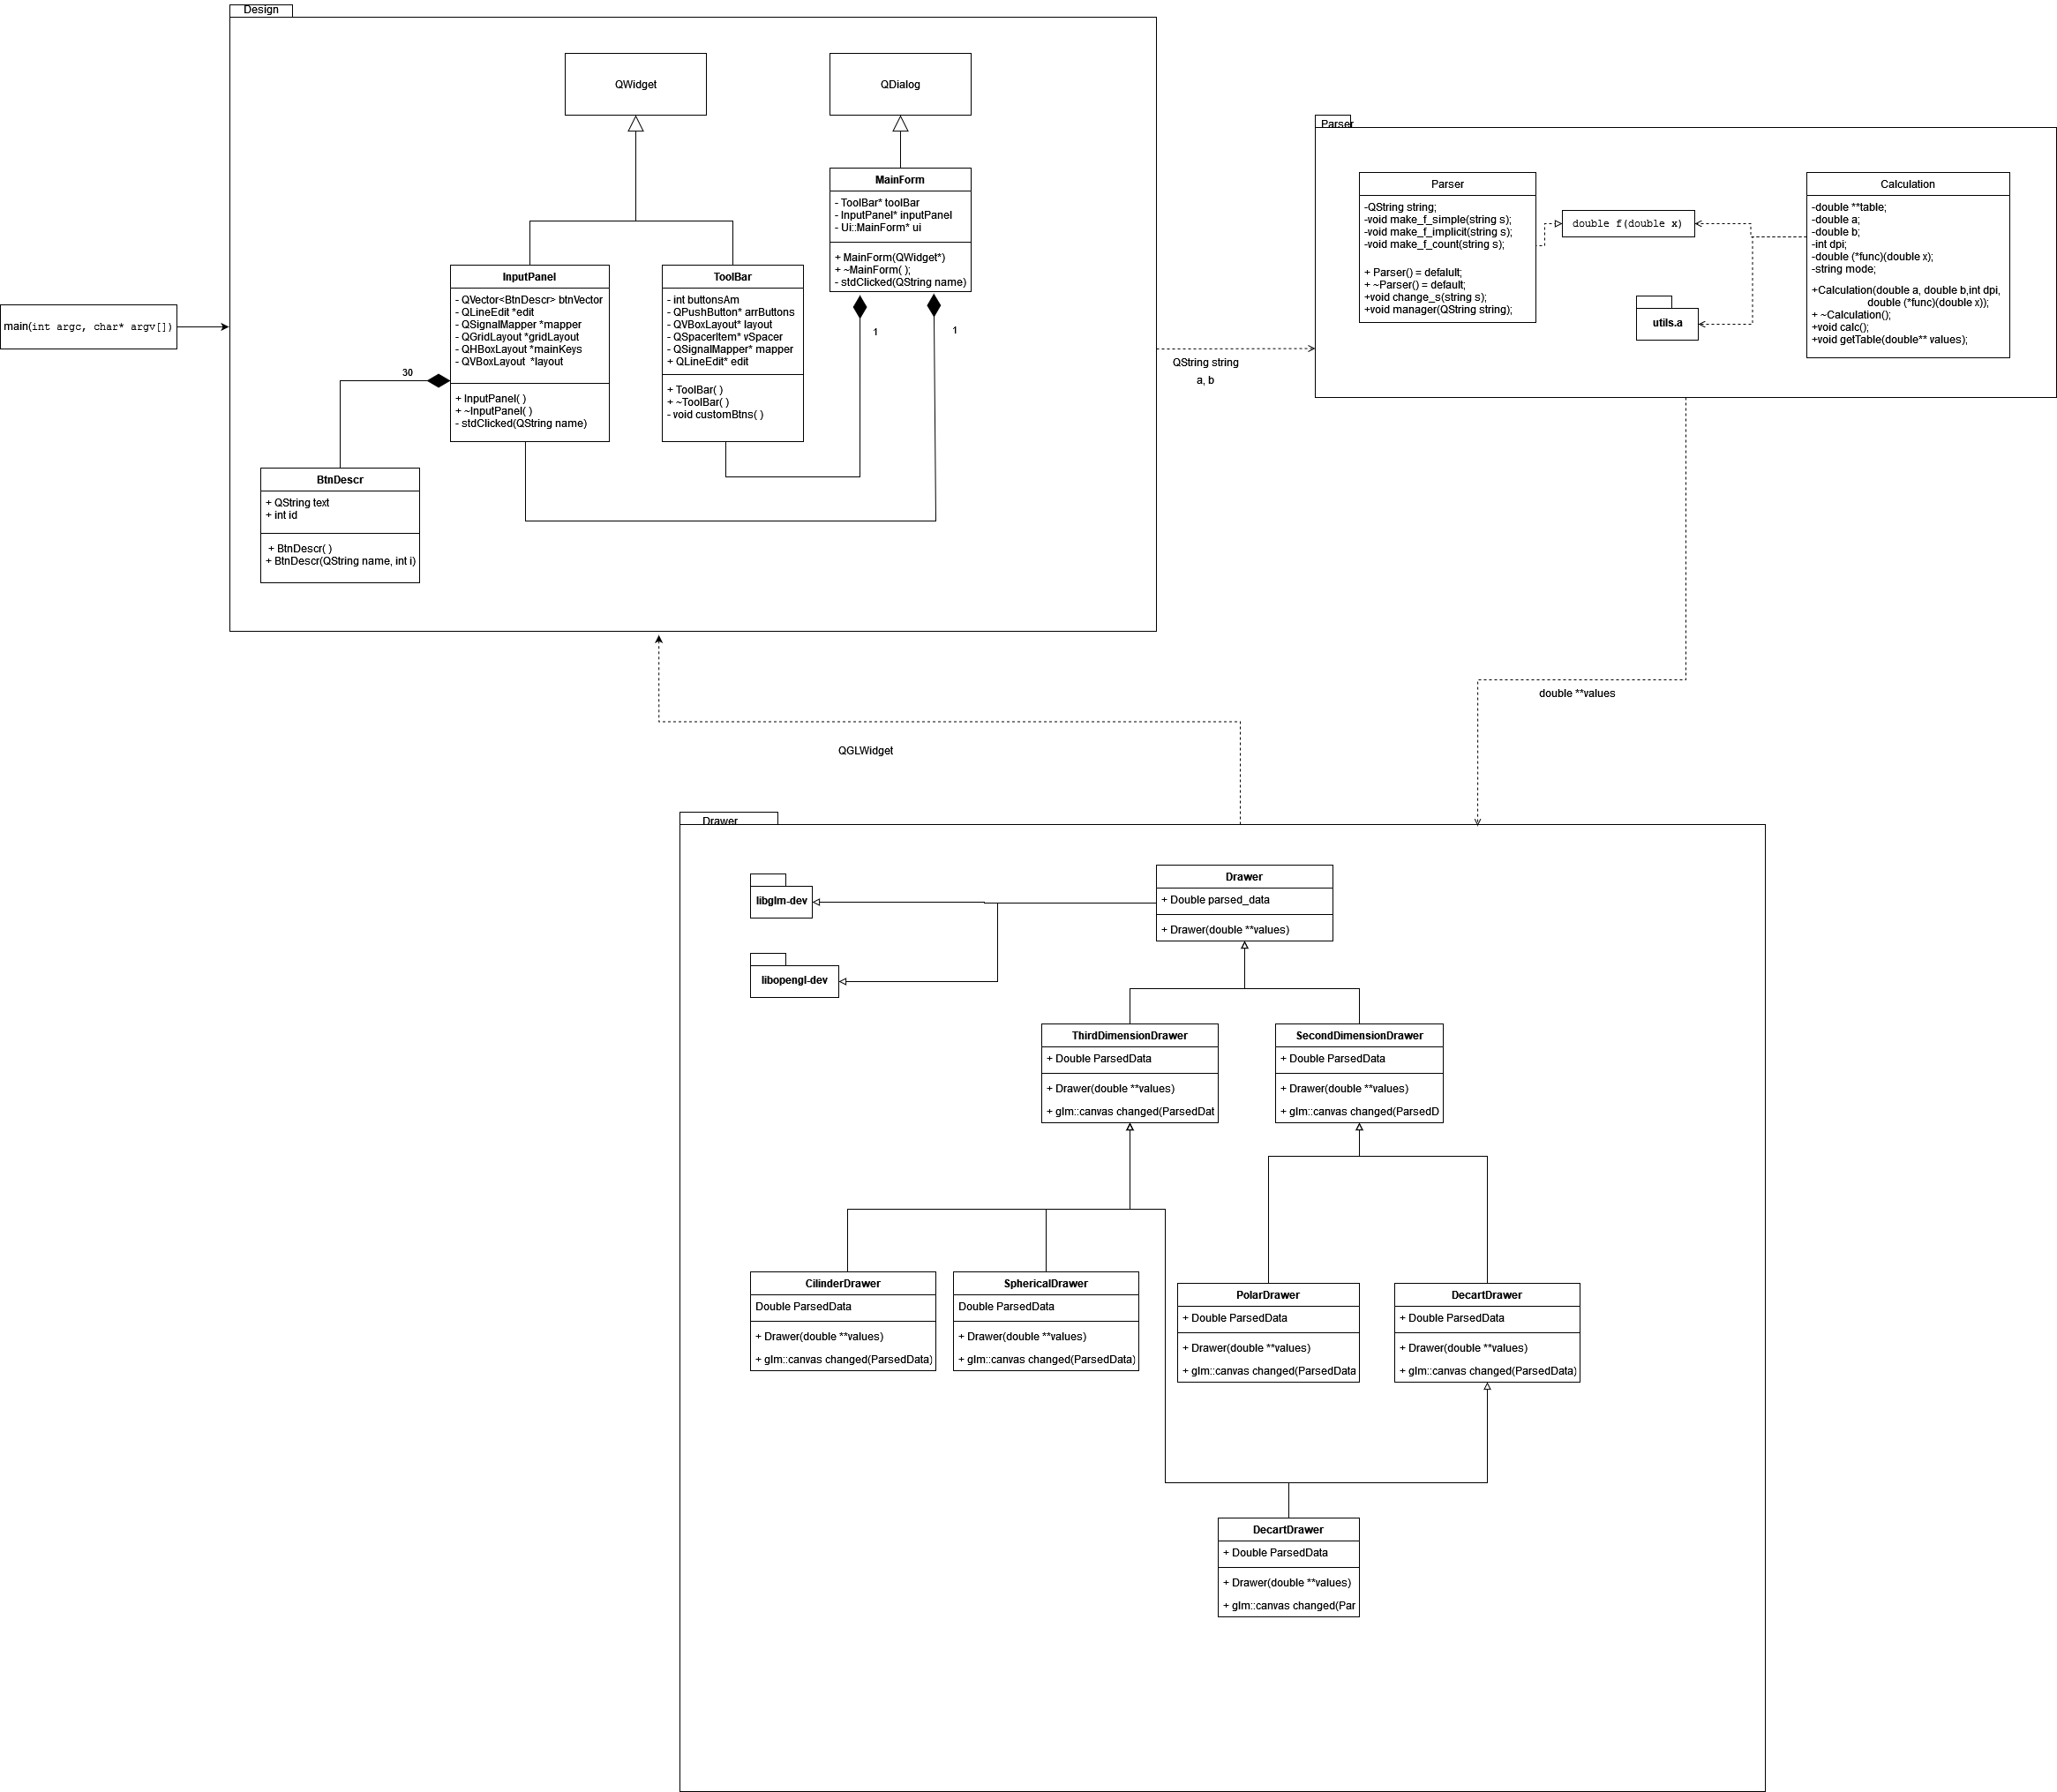 Design
QWidget
QDialog
MainForm
- ToolBar* toolBar
- InputPanel* inputPanel
- Ui::MainForm* ui
+ MainForm(QWidget*)
+ ~MainForm( );
- stdClicked(QString name)
InputPanel
- QVector<BtnDescr> btnVector
- QLineEdit *edit
- QSignalMapper *mapper
- QGridLayout *gridLayout
- QHBoxLayout *mainKeys
- QVBoxLayout  *layout
+ InputPanel( )
+ ~InputPanel( )
- stdClicked(QString name)
ToolBar
- int buttonsAm
- QPushButton* arrButtons
- QVBoxLayout* layout
- QSpacerItem* vSpacer
- QSignalMapper* mapper
+ QLineEdit* edit
+ ToolBar( )
+ ~ToolBar( )
- void customBtns( )
1
1
30
main(int argc, char* argv[])
BtnDescr
+ QString text
+ int id
+ BtnDescr( )
+ BtnDescr(QString name, int i)
QString string
a, b
Parser
Parser
-QString string;
-void make_f_simple(string s);
-void make_f_implicit(string s);
-void make_f_count(string s);
+ Parser() = defalult;
+ ~Parser() = default;
+void change_s(string s);
+void manager(QString string);
double f(double x)
utils.a
Calculation
-double **table;
-double a;
-double b;
-int dpi;
-double (*func)(double x);
-string mode;
+Calculation(double a, double b,int dpi,
double (*func)(double x));
+ ~Calculation();
+void calc();
+void getTable(double** values);
double **values
QGLWidget
Drawer
libglm-dev
libopengl-dev
Drawer
+ Double parsed_data
+ Drawer(double **values)
ThirdDimensionDrawer
+ Double ParsedData
+ Drawer(double **values)
+ glm::canvas changed(ParsedDat
SecondDimensionDrawer
+ Double ParsedData
+ Drawer(double **values)
+ glm::canvas changed(ParsedD
CilinderDrawer
Double ParsedData
+ Drawer(double **values)
+ glm::canvas changed(ParsedData)
SphericalDrawer
Double ParsedData
+ Drawer(double **values)
+ glm::canvas changed(ParsedData)
PolarDrawer
+ Double ParsedData
+ Drawer(double **values)
+ glm::canvas changed(ParsedData
DecartDrawer
+ Double ParsedData
+ Drawer(double **values)
+ glm::canvas changed(ParsedData)
DecartDrawer
+ Double ParsedData
+ Drawer(double **values)
+ glm::canvas changed(Par